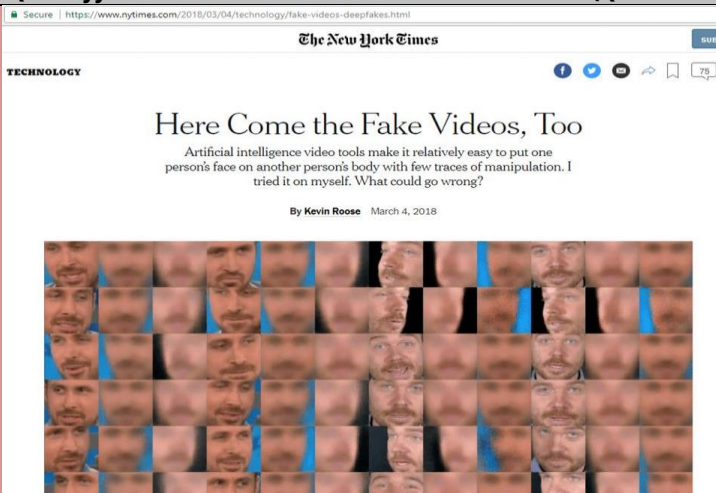 Secure | https://www.nytimes.com/2018/03/04/technology/fake-videos-deepfakes.html
The New York Times
TECHNOLOGY
75
Here Come the Fake Videos, Too
Artificial intelligence video tools make it relatively easy to put one
person's face on another person's body with few traces of manipulation. I
tried it on myself. What could go wrong?
By Kevin Roose March 4, 2018